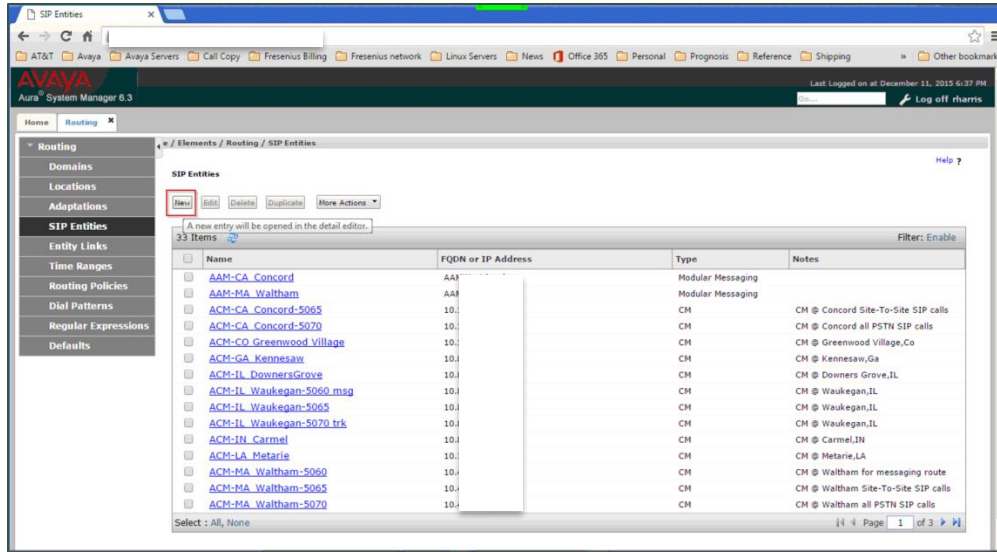 SIP Entities
AT&T Avaya Avaya Servers Call Copy Fresenius Billing Fresenius network Linux Servers News Office 365 Personal Prognosis Reference Shipping » Other bookmark
AVAYA
Aura® System Manager 6.3
Last Logged on at December 11, 2015 6:37 PM
Go... Log off rharris
Home Routing
Routing
Domains
Locations
Adaptations
SIP Entities
Entity Links
Time Ranges
Routing Policies
Dial Patterns
Regular Expressions
Defaults
e / Elements / Routing / SIP Entities
Help ?
SIP Entities
New Edit Delete Duplicate More Actions
A new entry will be opened in the detail editor.
33 Items Filter: Enable
Name FQDN or IP Address Type Notes
AAM-CA_Concord Modular Messaging
AAM-MA_Waltham Modular Messaging
ACM-CA_Concord-5065 CM CM @ Concord Site-To-Site SIP calls
ACM-CA_Concord-5070 CM CM @ Concord all PSTN SIP calls
ACM-CO_Greenwood Village CM CM @ Greenwood Village,Co
ACM-GA_Kennesaw CM CM @ Kennesaw,Ga
ACM-IL_DownersGrove CM CM @ Downers Grove,IL
ACM-IL_Waukegan-5060 msg CM CM @ Waukegan,IL
ACM-IL_Waukegan-5065 CM CM @ Waukegan,IL
ACM-IL_Waukegan-5070 trk CM CM @ Waukegan,IL
ACM-IN_Carmel CM CM @ Carmel,IN
ACM-LA_Metarie CM CM @ Metarie,LA
ACM-MA_Waltham-5060 CM CM @ Waltham for messaging route
ACM-MA_Waltham-5065 CM CM @ Waltham Site-To-Site SIP calls
ACM-MA_Waltham-5070 CM CM @ Waltham all PSTN SIP calls
Select : All, None Page 1 of 3